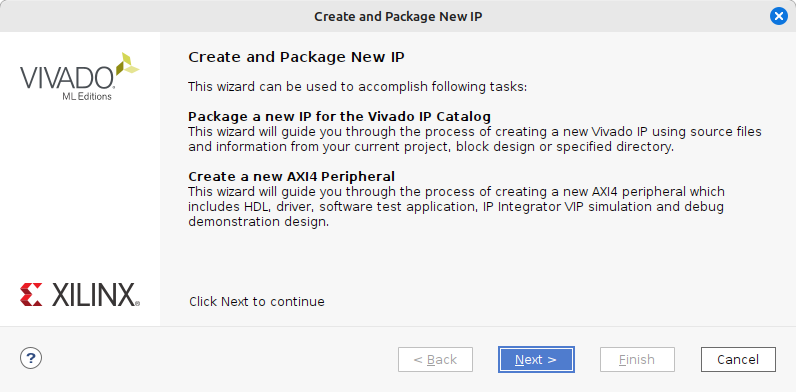 Create and Package New IP
VIVADO
ML Editions
Create and Package New IP
This wizard can be used to accomplish following tasks:
Package a new IP for the Vivado IP Catalog
This wizard will guide you through the process of creating a new Vivado IP using source files
and information from your current project, block design or specified directory.
Create a new AXI4 Peripheral
This wizard will guide you through the process of creating a new AXI4 peripheral which
includes HDL, driver, software test application, IP Integrator VIP simulation and debug
demonstration design.
XILINX®
Click Next to continue
?
< Back
Next >
Finish
Cancel